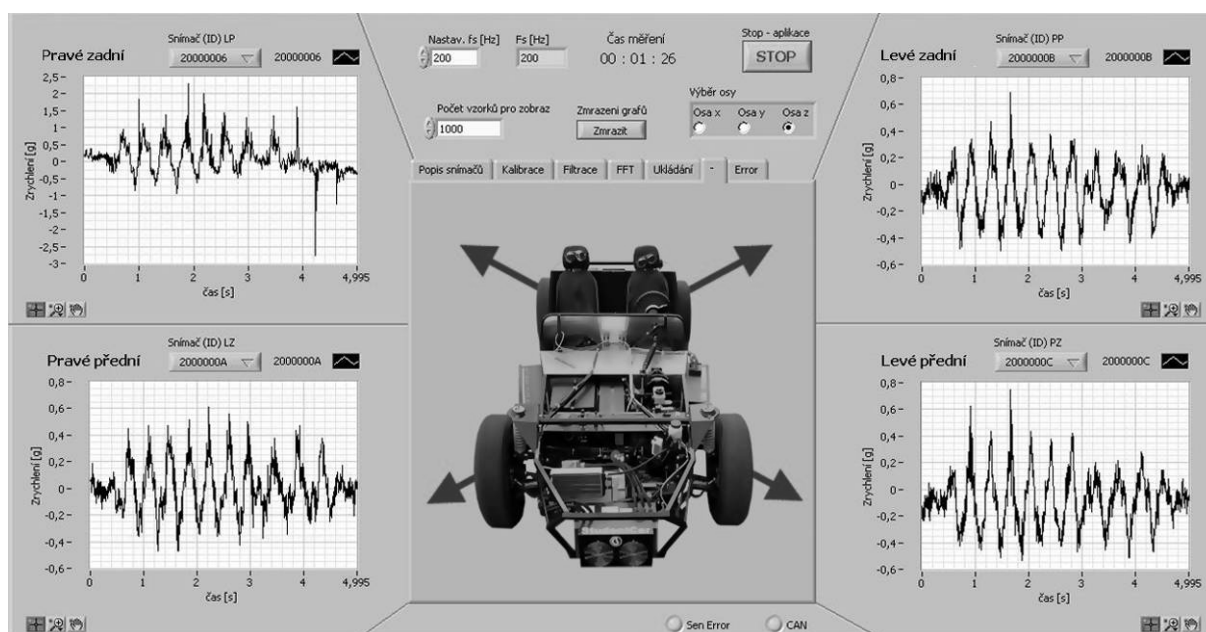 Pravé zadní
Snímač (ID) LP
20000006
20000006
Zrychlení [g]
2,5
2
1,5
1
0,5
0
-0,5
-1
-1,5
-2
-2,5
-3
0 1 2 3 4 4,995
čas [s]
Nastav. fs [Hz]
200
Fs [Hz]
200
Čas měření
00 : 01 : 26
Stop - aplikace
STOP
Počet vzorků pro zobraz
1000
Zmrazeni grafů
Zmrazit
Výběr osy
Osa x Osa y Osa z
Popis snímačů Kalibrace Filtrace FFT Ukládání - Error
Levé zadní
Snímač (ID) PP
2000000B
2000000B
Zrychlení [g]
0,8
0,6
0,4
0,2
0
-0,2
-0,4
-0,6
0 1 2 3 4 4,995
čas [s]
Pravé přední
Snímač (ID) LZ
2000000A
2000000A
Zrychlení [g]
0,8
0,6
0,4
0,2
0
-0,2
-0,4
-0,6
0 1 2 3 4 4,995
čas [s]
StudentCar
Levé přední
Snímač (ID) PZ
2000000C
2000000C
Zrychlení [g]
0,8
0,6
0,4
0,2
0
-0,2
-0,4
-0,6
0 1 2 3 4 4,995
čas [s]
Sen Error
CAN